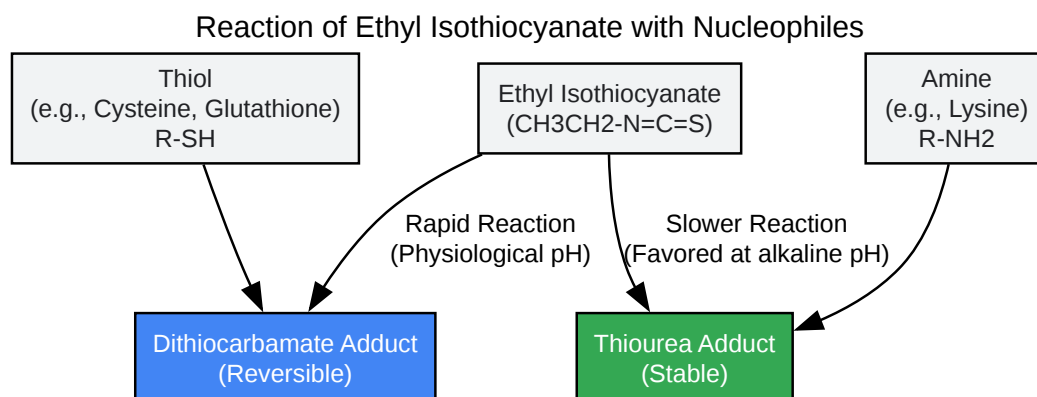 Reaction of Ethyl Isothiocyanate with Nucleophiles
Thiol
(e.g., Cysteine, Glutathione)
R-SH
Ethyl Isothiocyanate
(CH3CH2-N=C=S)
Amine
(e.g., Lysine)
R-NH2
Rapid Reaction
(Physiological pH)
Slower Reaction
(Favored at alkaline pH)
Dithiocarbamate Adduct
(Reversible)
Thiourea Adduct
(Stable)